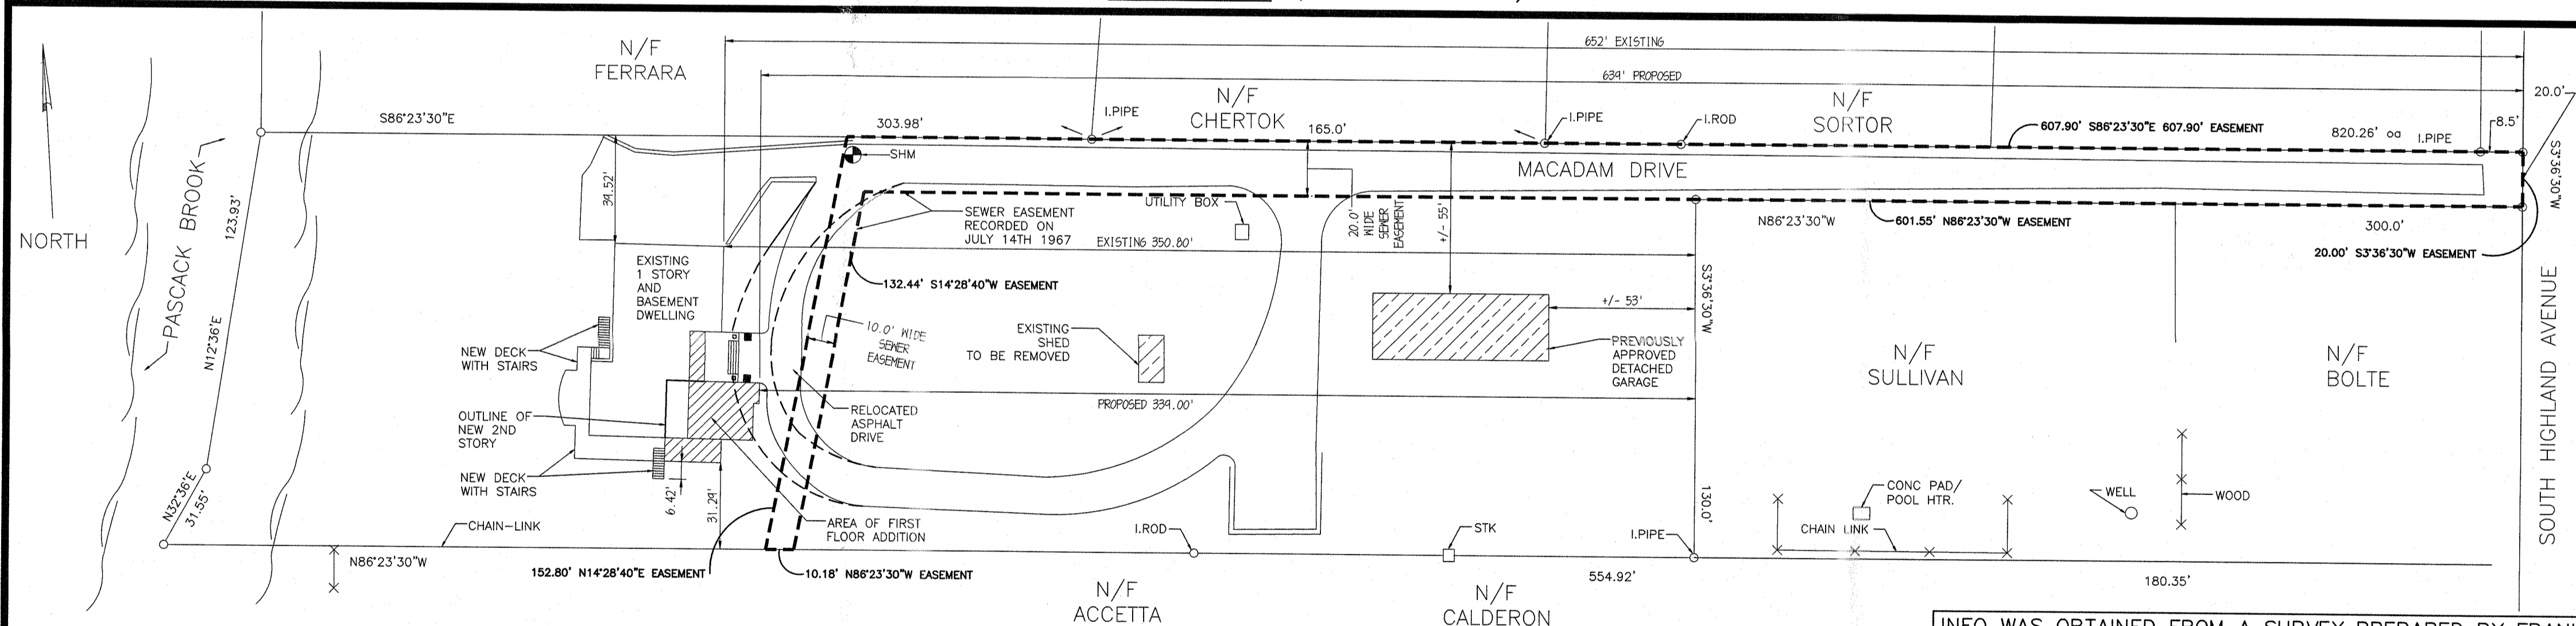 652' EXISTING
N/F
FERRARA
634' PROPOSED
N/F
CHERTOK
N/F
SORTOR
20.0'
S86°23'30"E
303.98'
I.PIPE
165.0'
I.PIPE
I.ROD
607.90' S86°23'30"E 607.90' EASEMENT
820.26' oa
I.PIPE
8.5'
SHM
MACADAM DRIVE
S3°36'30"W
PASCACK BROOK
123.93'
N12°36'E
34.52'
NORTH
SEWER EASEMENT
RECORDED ON
JULY 14TH 1967
UTILITY BOX
20.0'
WIDE
SEWER
EASEMENT
+/- 55'
N86°23'30"W
601.55' N86°23'30"W EASEMENT
300.0'
EXISTING 350.80'
20.00' S3°36'30"W EASEMENT
EXISTING
1 STORY
AND
BASEMENT
DWELLING
132.44' S14°28'40"W EASEMENT
S3°36'30"W
+/- 53'
10.0' WIDE
SEWER
EASEMENT
EXISTING
SHED
TO BE REMOVED
PREVIOUSLY
APPROVED
DETACHED
GARAGE
N/F
SULLIVAN
N/F
BOLTE
SOUTH HIGHLAND AVENUE
NEW DECK
WITH STAIRS
OUTLINE OF
NEW 2ND
STORY
RELOCATED
ASPHALT
DRIVE
PROPOSED 339.00'
NEW DECK
WITH STAIRS
6.42'
31.29'
N32°36'E
31.55'
CHAIN-LINK
AREA OF FIRST
FLOOR ADDITION
I.ROD
STK
I.PIPE
130.0'
CONC PAD/
POOL HTR.
CHAIN LINK
WELL
WOOD
N86°23'30"W
152.80' N14°28'40"E EASEMENT
10.18' N86°23'30"W EASEMENT
554.92'
180.35'
N/F
ACCETTA
N/F
CALDERON
INFO WAS OBTAINED FROM A SURVEY PREPARED BY